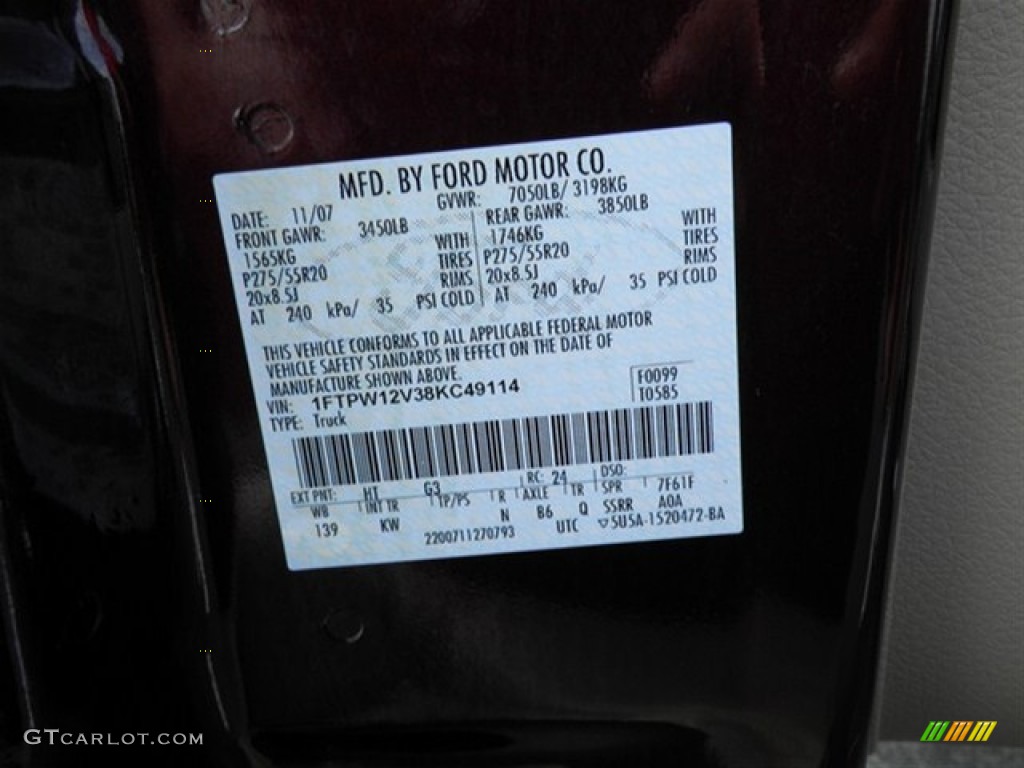 MFD. BY FORD MOTOR CO.
DATE: 11/07 GVWR: 7050LB/ 3198KG
FRONT GAWR: 3450LB REAR GAWR: 3850LB
1565KG WITH 1746KG WITH
P275/55R20 TIRES P275/55R20 TIRES
20x8.5J RIMS 20x8.5J RIMS
AT 240 kPa/ 35 PSI COLD AT 240 kPa/ 35 PSI COLD
THIS VEHICLE CONFORMS TO ALL APPLICABLE FEDERAL MOTOR
VEHICLE SAFETY STANDARDS IN EFFECT ON THE DATE OF
MANUFACTURE SHOWN ABOVE.
VIN: 1FTPW12V38KC49114 F0099
TYPE: Truck T0585
EXT PNT: HT G3 RC: 24 DSO:
WB INT TR TP/PS R AXLE TR SPR 7F61F
139 KW N B6 Q SSRR AOA
2200711270793 UTC ▽5U5A-1520472-BA
GTCARLOT.COM